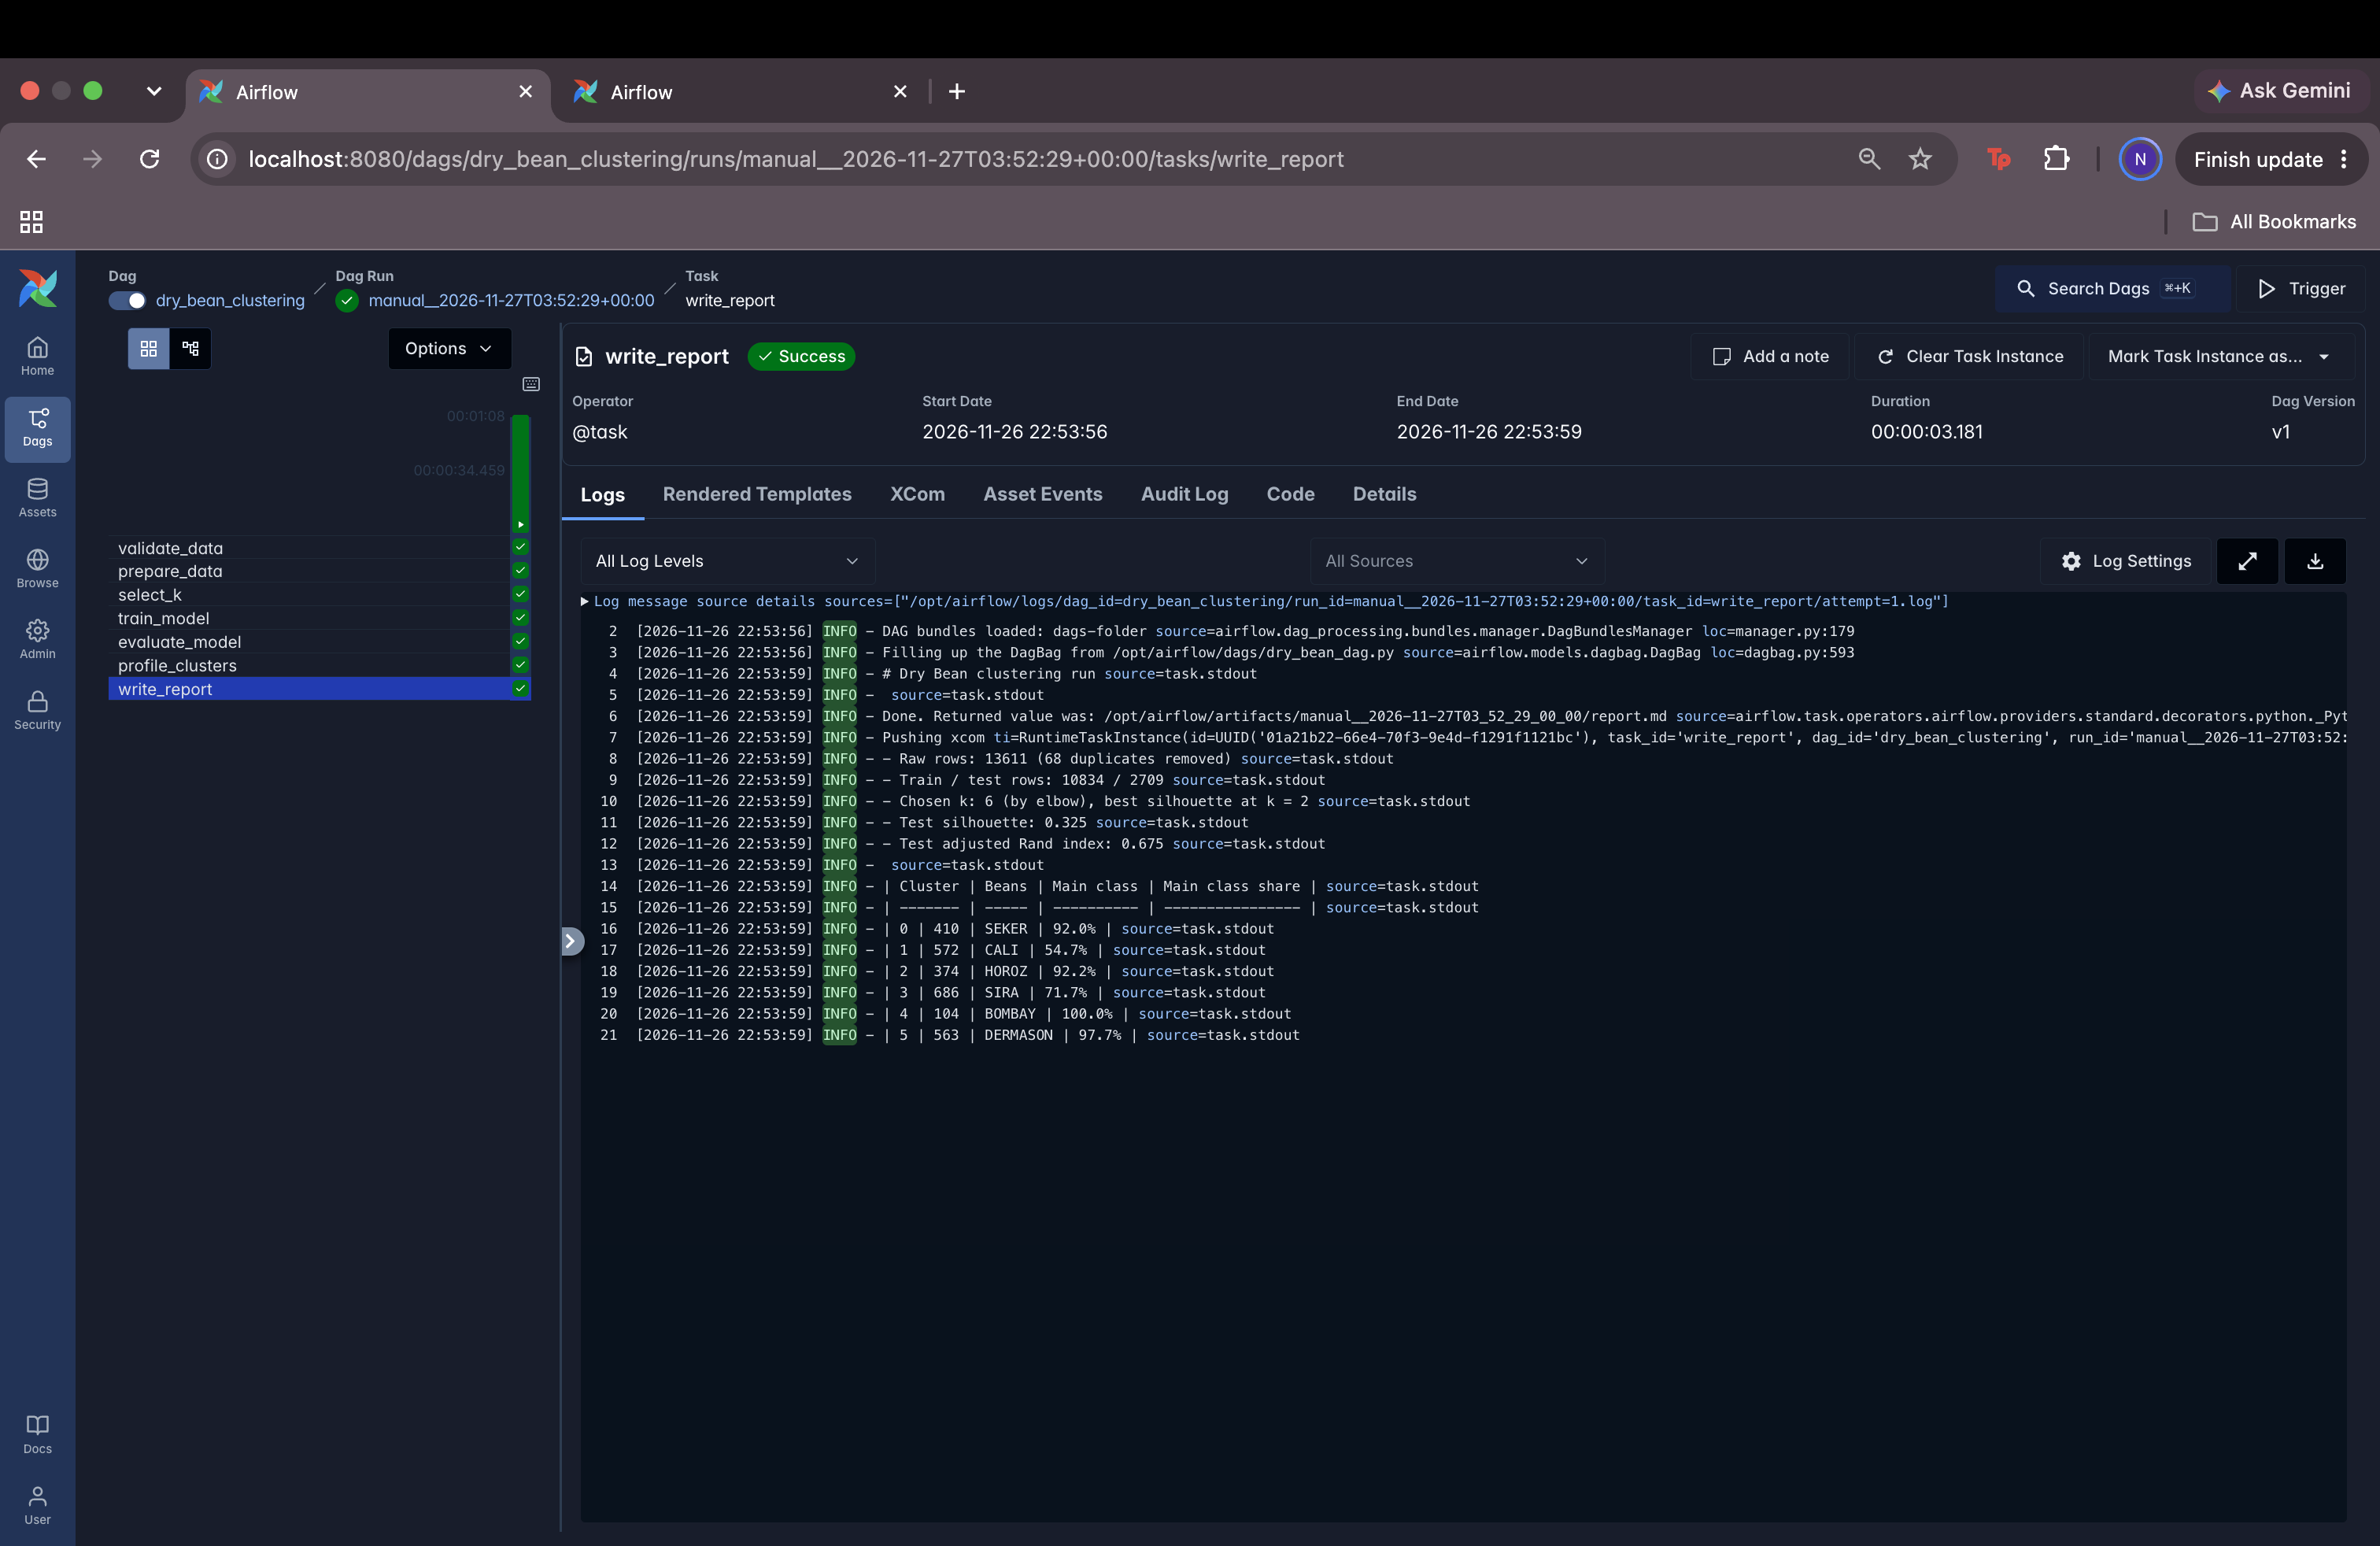 Airflow
Airflow
Ask Gemini
localhost:8080/dags/dry_bean_clustering/runs/manual__2026-11-27T03:52:29+00:00/tasks/write_report
Tp
N
Finish update
All Bookmarks
Dag
dry_bean_clustering
Dag Run
manual__2026-11-27T03:52:29+00:00
Task
write_report
Search Dags ⌘+K
Trigger
Home
Dags
Assets
Browse
Admin
Security
Docs
User
Options
00:01:08
00:00:34.459
validate_data
prepare_data
select_k
train_model
evaluate_model
profile_clusters
write_report
write_report
Success
Add a note
Clear Task Instance
Mark Task Instance as...
Operator Start Date End Date Duration Dag Version
@task 2026-11-26 22:53:56 2026-11-26 22:53:59 00:00:03.181 v1
Logs Rendered Templates XCom Asset Events Audit Log Code Details
All Log Levels
All Sources
Log Settings
Log message source details sources=["/opt/airflow/logs/dag_id=dry_bean_clustering/run_id=manual__2026-11-27T03:52:29+00:00/task_id=write_report/attempt=1.log"]
2 [2026-11-26 22:53:56] INFO - DAG bundles loaded: dags-folder source=airflow.dag_processing.bundles.manager.DagBundlesManager loc=manager.py:179
3 [2026-11-26 22:53:56] INFO - Filling up the DagBag from /opt/airflow/dags/dry_bean_dag.py source=airflow.models.dagbag.DagBag loc=dagbag.py:593
4 [2026-11-26 22:53:59] INFO - # Dry Bean clustering run source=task.stdout
5 [2026-11-26 22:53:59] INFO -  source=task.stdout
6 [2026-11-26 22:53:59] INFO - Done. Returned value was: /opt/airflow/artifacts/manual__2026-11-27T03_52_29_00_00/report.md source=airflow.task.operators.airflow.providers.standard.decorators.python._Pyt
7 [2026-11-26 22:53:59] INFO - Pushing xcom ti=RuntimeTaskInstance(id=UUID('01a21b22-66e4-70f3-9e4d-f1291f1121bc'), task_id='write_report', dag_id='dry_bean_clustering', run_id='manual__2026-11-27T03:52:
8 [2026-11-26 22:53:59] INFO - - Raw rows: 13611 (68 duplicates removed) source=task.stdout
9 [2026-11-26 22:53:59] INFO - - Train / test rows: 10834 / 2709 source=task.stdout
10 [2026-11-26 22:53:59] INFO - - Chosen k: 6 (by elbow), best silhouette at k = 2 source=task.stdout
11 [2026-11-26 22:53:59] INFO - - Test silhouette: 0.325 source=task.stdout
12 [2026-11-26 22:53:59] INFO - - Test adjusted Rand index: 0.675 source=task.stdout
13 [2026-11-26 22:53:59] INFO -  source=task.stdout
14 [2026-11-26 22:53:59] INFO - | Cluster | Beans | Main class | Main class share | source=task.stdout
15 [2026-11-26 22:53:59] INFO - | ------- | ----- | ---------- | ---------------- | source=task.stdout
16 [2026-11-26 22:53:59] INFO - | 0 | 410 | SEKER | 92.0% | source=task.stdout
17 [2026-11-26 22:53:59] INFO - | 1 | 572 | CALI | 54.7% | source=task.stdout
18 [2026-11-26 22:53:59] INFO - | 2 | 374 | HOROZ | 92.2% | source=task.stdout
19 [2026-11-26 22:53:59] INFO - | 3 | 686 | SIRA | 71.7% | source=task.stdout
20 [2026-11-26 22:53:59] INFO - | 4 | 104 | BOMBAY | 100.0% | source=task.stdout
21 [2026-11-26 22:53:59] INFO - | 5 | 563 | DERMASON | 97.7% | source=task.stdout